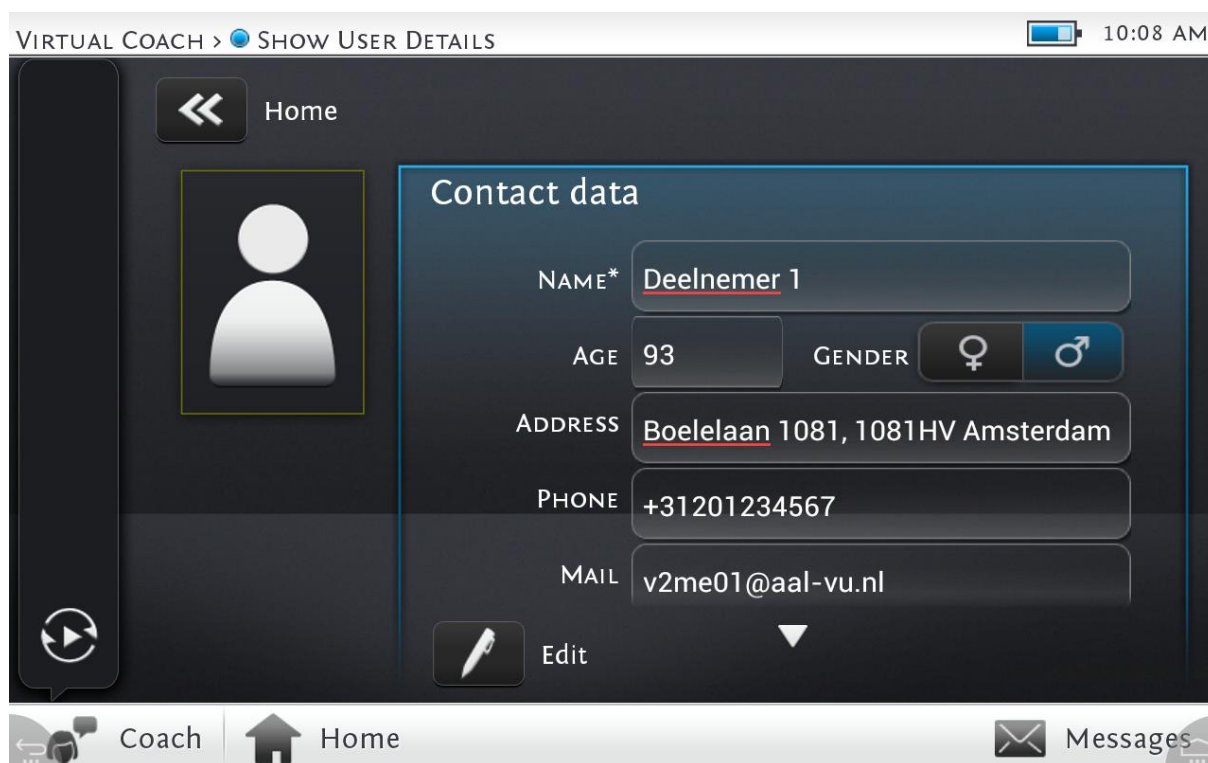 VIRTUAL COACH > SHOW USER DETAILS
10:08 AM
Home
Contact data
NAME* Deelnemer 1
AGE 93 GENDER ♀ ♂
ADDRESS Boelelaan 1081, 1081HV Amsterdam
PHONE +31201234567
MAIL v2me01@aal-vu.nl
Edit
Coach Home Messages